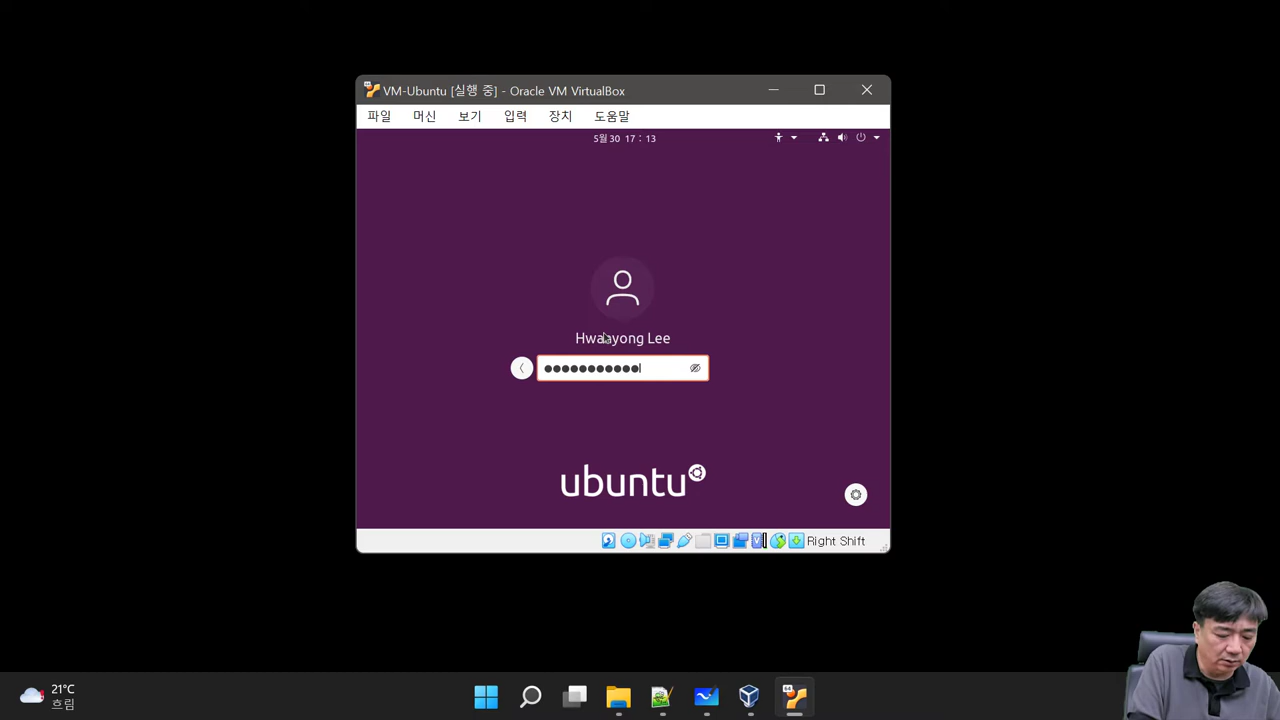 VM-Ubuntu [실행 중] - Oracle VM VirtualBox
파일 머신 보기 입력 장치 도움말
5월 30 17 : 13
Hwaayong Lee
ubuntu
Right Shift
21°C
흐림